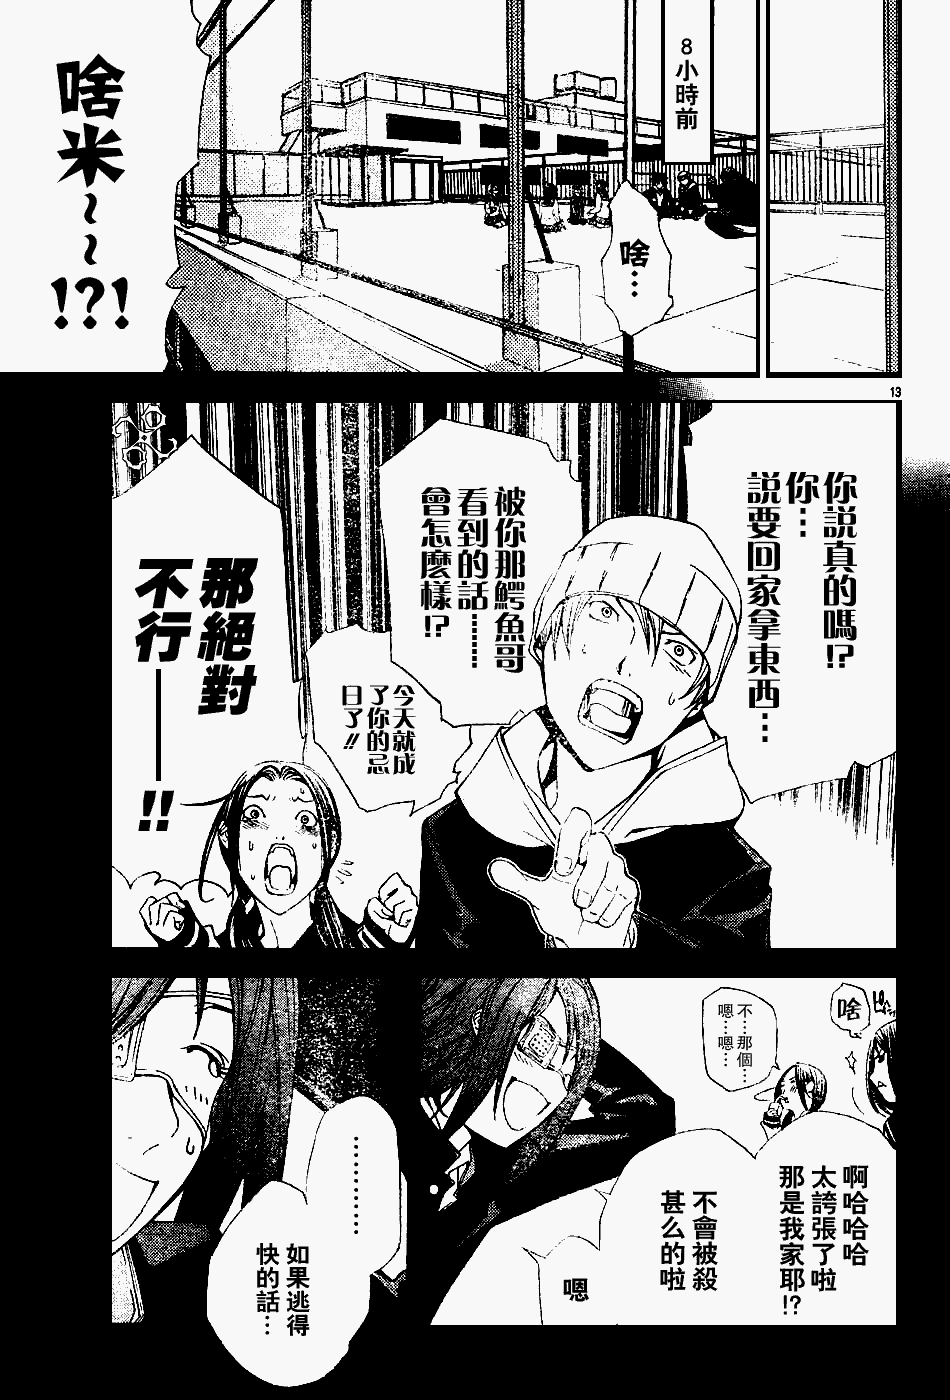 8小時前
啥…
啥
米
~
~
!?!
13
你說真的嗎!?
你…
說要回家拿東西…
被你那鰐魚哥
看到的話……
會怎麼樣!?
今天就成
了你的忌
日了!!
那絕對
不行——!!
啥
不…那個…
嗯…嗯…
啊哈哈哈
太誇張了啦
那是我家耶!?
不會被殺
甚么的啦
嗯
…………
如果逃得
快的話…